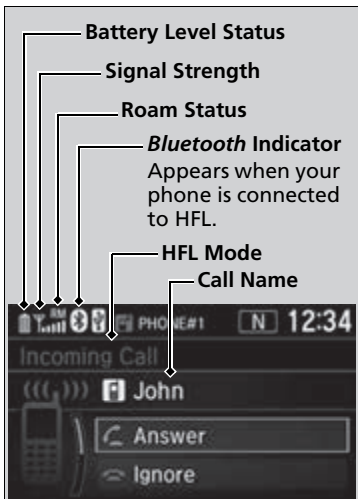 Battery Level Status
Signal Strength
Roam Status
Bluetooth Indicator
Appears when your
phone is connected
to HFL.
HFL Mode
Call Name
RM PHONE#1 N 12:34
Incoming Call
John
Answer
Ignore